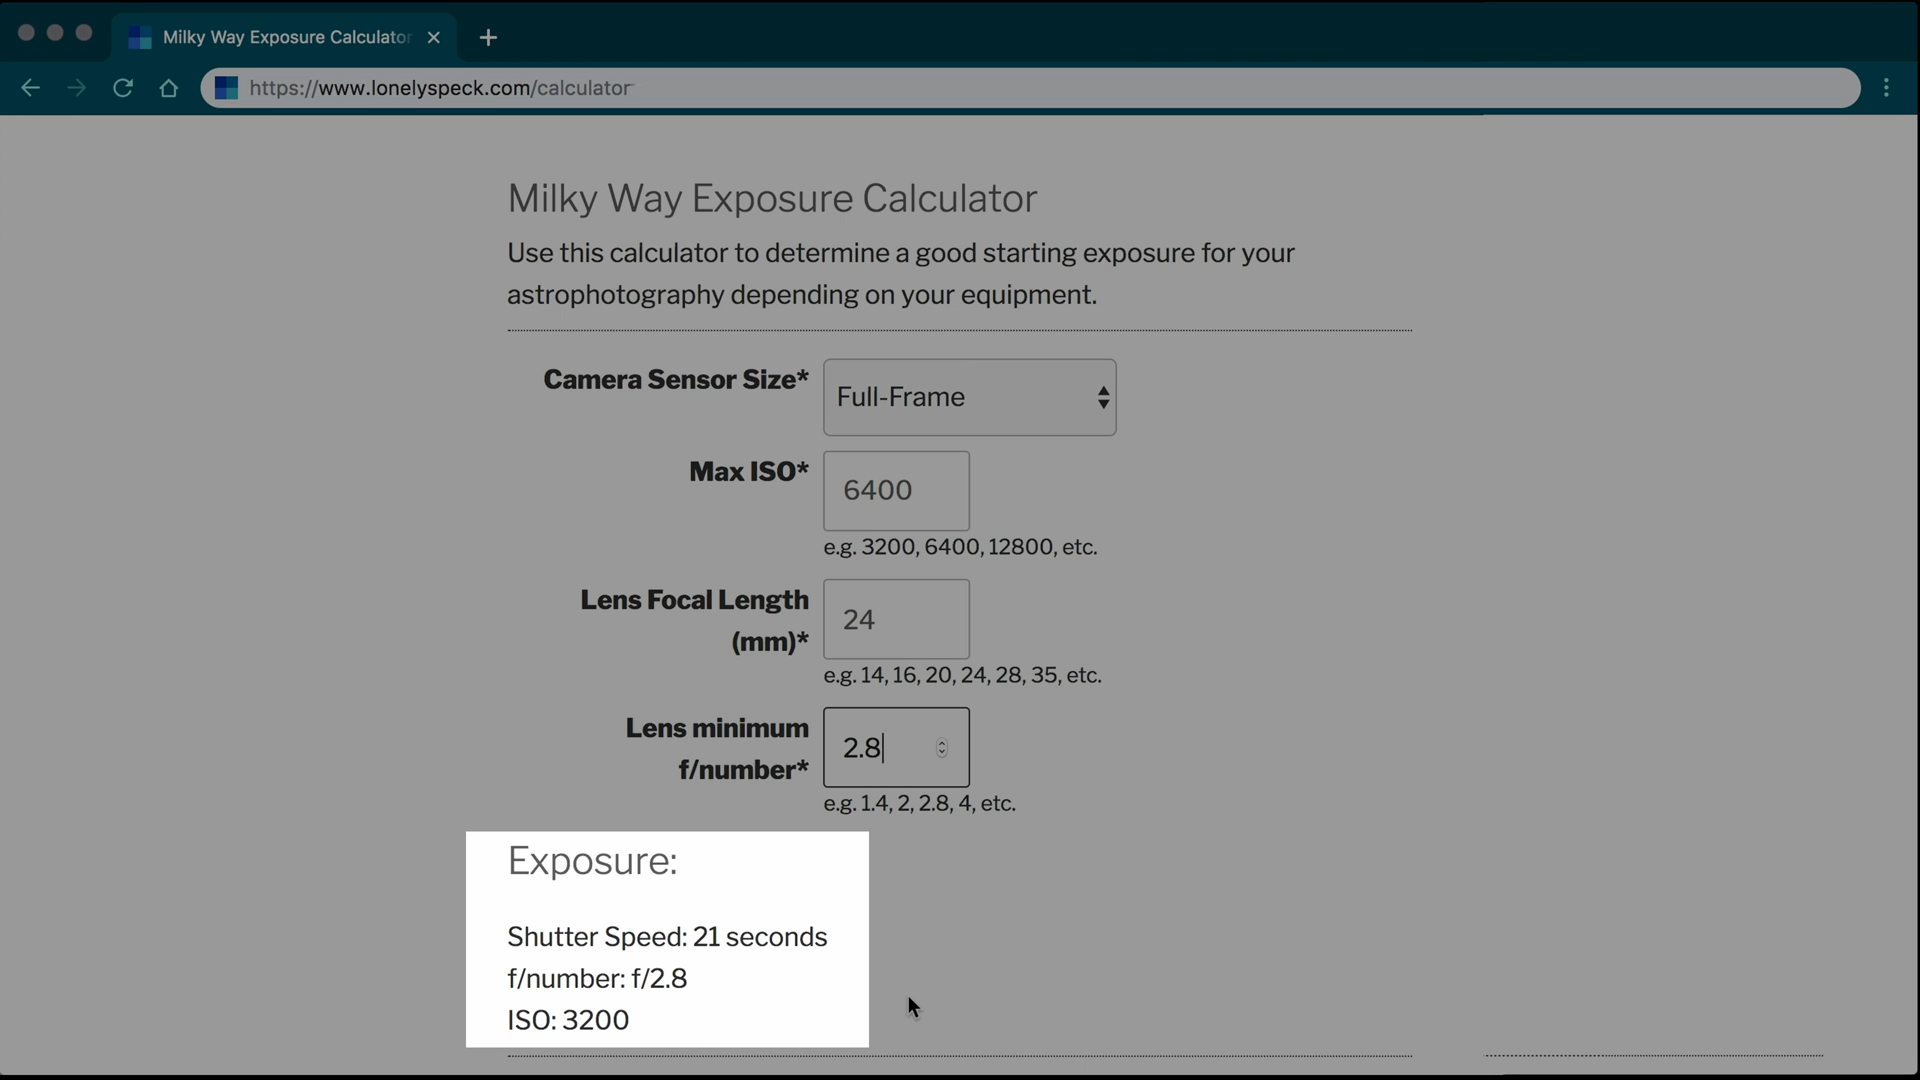 Milky Way Exposure Calculator
https://www.lonelyspeck.com/calculator
Milky Way Exposure Calculator
Use this calculator to determine a good starting exposure for your
astrophotography depending on your equipment.
Camera Sensor Size*
Full-Frame
Max ISO*
6400
e.g. 3200, 6400, 12800, etc.
Lens Focal Length
(mm)*
24
e.g. 14, 16, 20, 24, 28, 35, etc.
Lens minimum
f/number*
2.8
e.g. 1.4, 2, 2.8, 4, etc.
Exposure:
Shutter Speed: 21 seconds
f/number: f/2.8
ISO: 3200